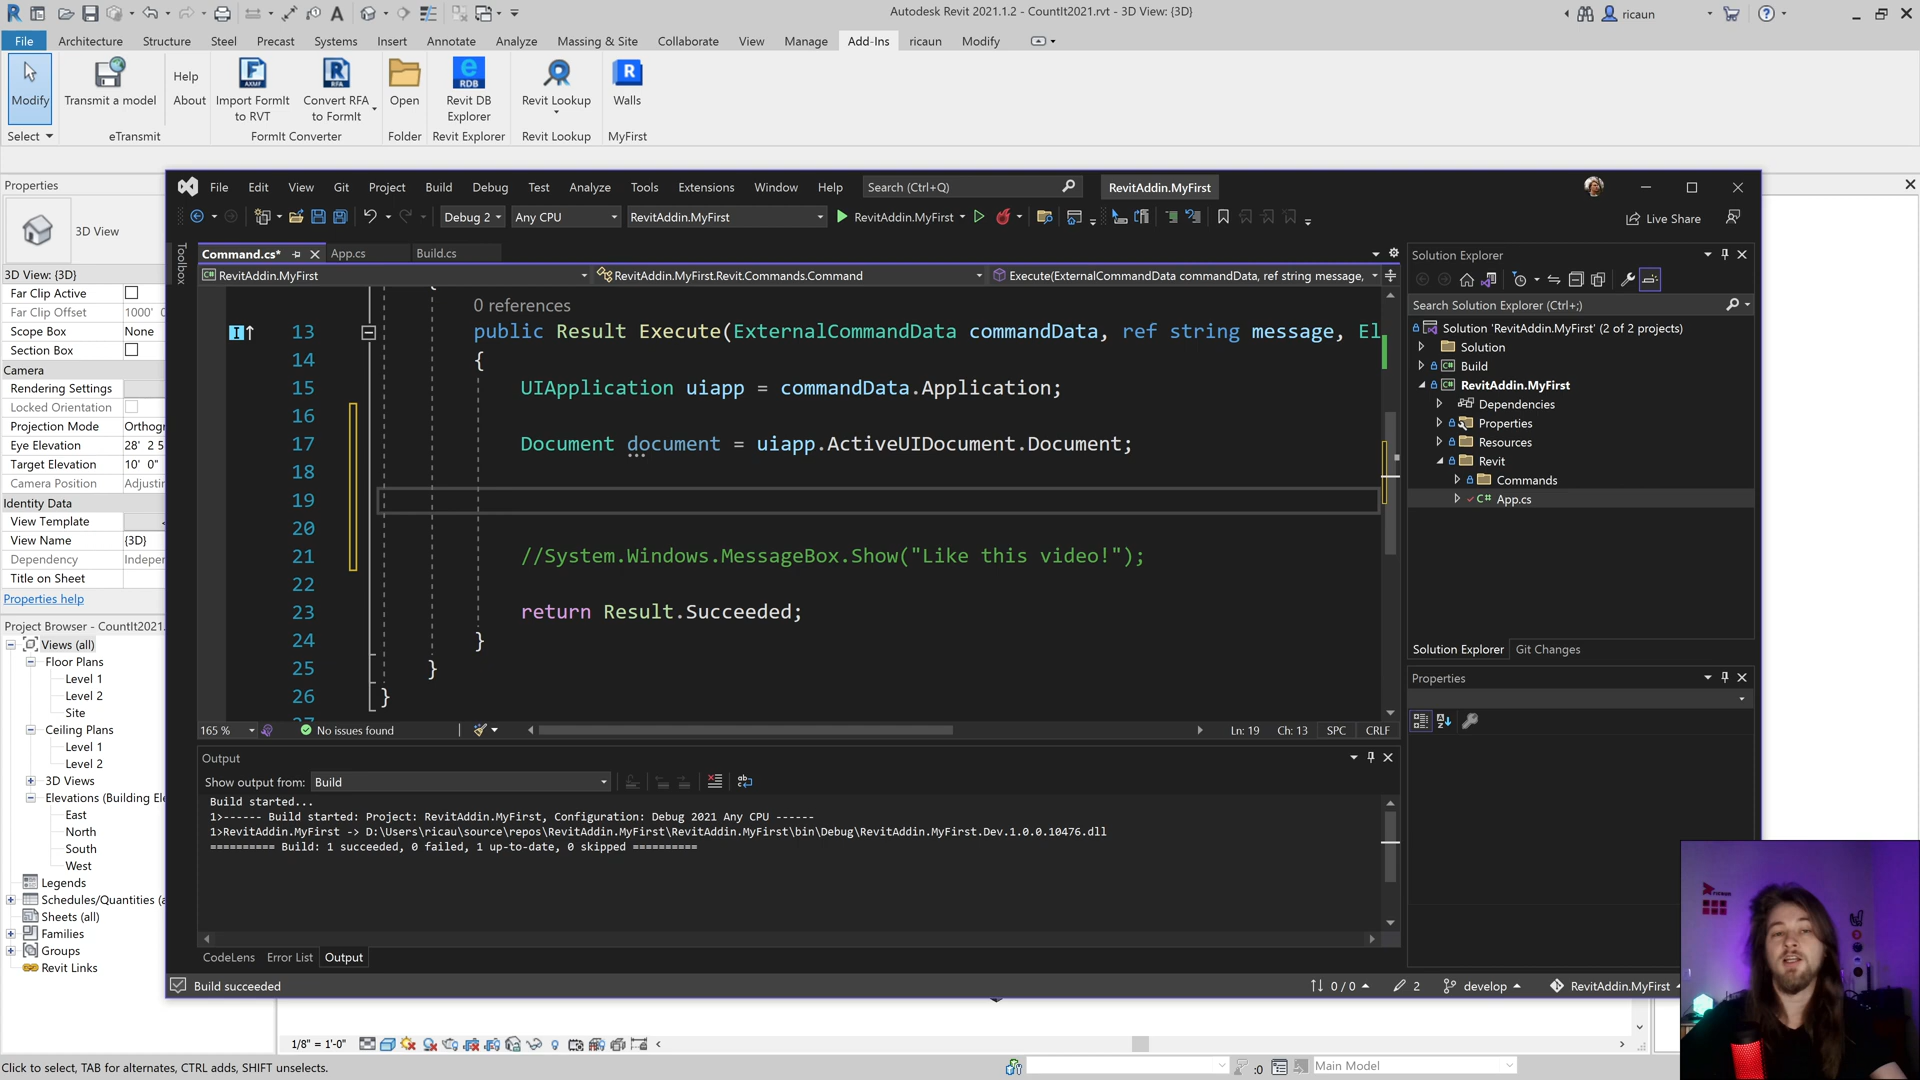 Autodesk Revit 2021.1.2 - CountIt2021.rvt - 3D View: {3D}
ricaun
File Architecture Structure Steel Precast Systems Insert Annotate Analyze Massing & Site Collaborate View Manage Add-Ins ricaun Modify
Modify
Transmit a model
Help
About
Import FormIt to RVT
Convert RFA to FormIt
Open
Revit DB Explorer
Revit Lookup
Walls
Select
eTransmit
FormIt Converter
Folder
Revit Explorer
Revit Lookup
MyFirst
Properties
3D View
3D View: {3D}
Far Clip Active
Far Clip Offset 1000' 0
Scope Box None
Section Box
Camera
Rendering Settings
Locked Orientation
Projection Mode Orthog
Eye Elevation 28' 2 5
Target Elevation 10' 0"
Camera Position Adjustin
Identity Data
View Template
View Name {3D}
Dependency Indepen
Title on Sheet
Properties help
Project Browser - CountIt2021.
Views (all)
Floor Plans
Level 1
Level 2
Site
Ceiling Plans
Level 1
Level 2
3D Views
Elevations (Building Ele
East
North
South
West
Legends
Schedules/Quantities (a
Sheets (all)
Families
Groups
Revit Links
File Edit View Git Project Build Debug Test Analyze Tools Extensions Window Help
Search (Ctrl+Q)
RevitAddin.MyFirst
Debug 2
Any CPU
RevitAddin.MyFirst
RevitAddin.MyFirst
Live Share
Toolbox
Command.cs* App.cs Build.cs
RevitAddin.MyFirst
RevitAddin.MyFirst.Revit.Commands.Command
Execute(ExternalCommandData commandData, ref string message,
0 references
13 public Result Execute(ExternalCommandData commandData, ref string message, El
14 {
15 UIApplication uiapp = commandData.Application;
16
17 Document document = uiapp.ActiveUIDocument.Document;
18
19
20
21 //System.Windows.MessageBox.Show("Like this video!");
22
23 return Result.Succeeded;
24 }
25 }
26 }
165 %
No issues found
Ln: 19 Ch: 13 SPC CRLF
Output
Show output from: Build
Build started...
1>------ Build started: Project: RevitAddin.MyFirst, Configuration: Debug 2021 Any CPU ------
1>RevitAddin.MyFirst -> D:\Users\ricau\source\repos\RevitAddin.MyFirst\RevitAddin.MyFirst\bin\Debug\RevitAddin.MyFirst.Dev.1.0.0.10476.dll
========== Build: 1 succeeded, 0 failed, 1 up-to-date, 0 skipped ==========
CodeLens Error List Output
Build succeeded
0 / 0
2
develop
RevitAddin.MyFirst
Solution Explorer
Search Solution Explorer (Ctrl+;)
Solution 'RevitAddin.MyFirst' (2 of 2 projects)
Solution
Build
RevitAddin.MyFirst
Dependencies
Properties
Resources
Revit
Commands
C# App.cs
Solution Explorer Git Changes
Properties
1/8" = 1'-0"
Click to select, TAB for alternates, CTRL adds, SHIFT unselects.
:0
Main Model